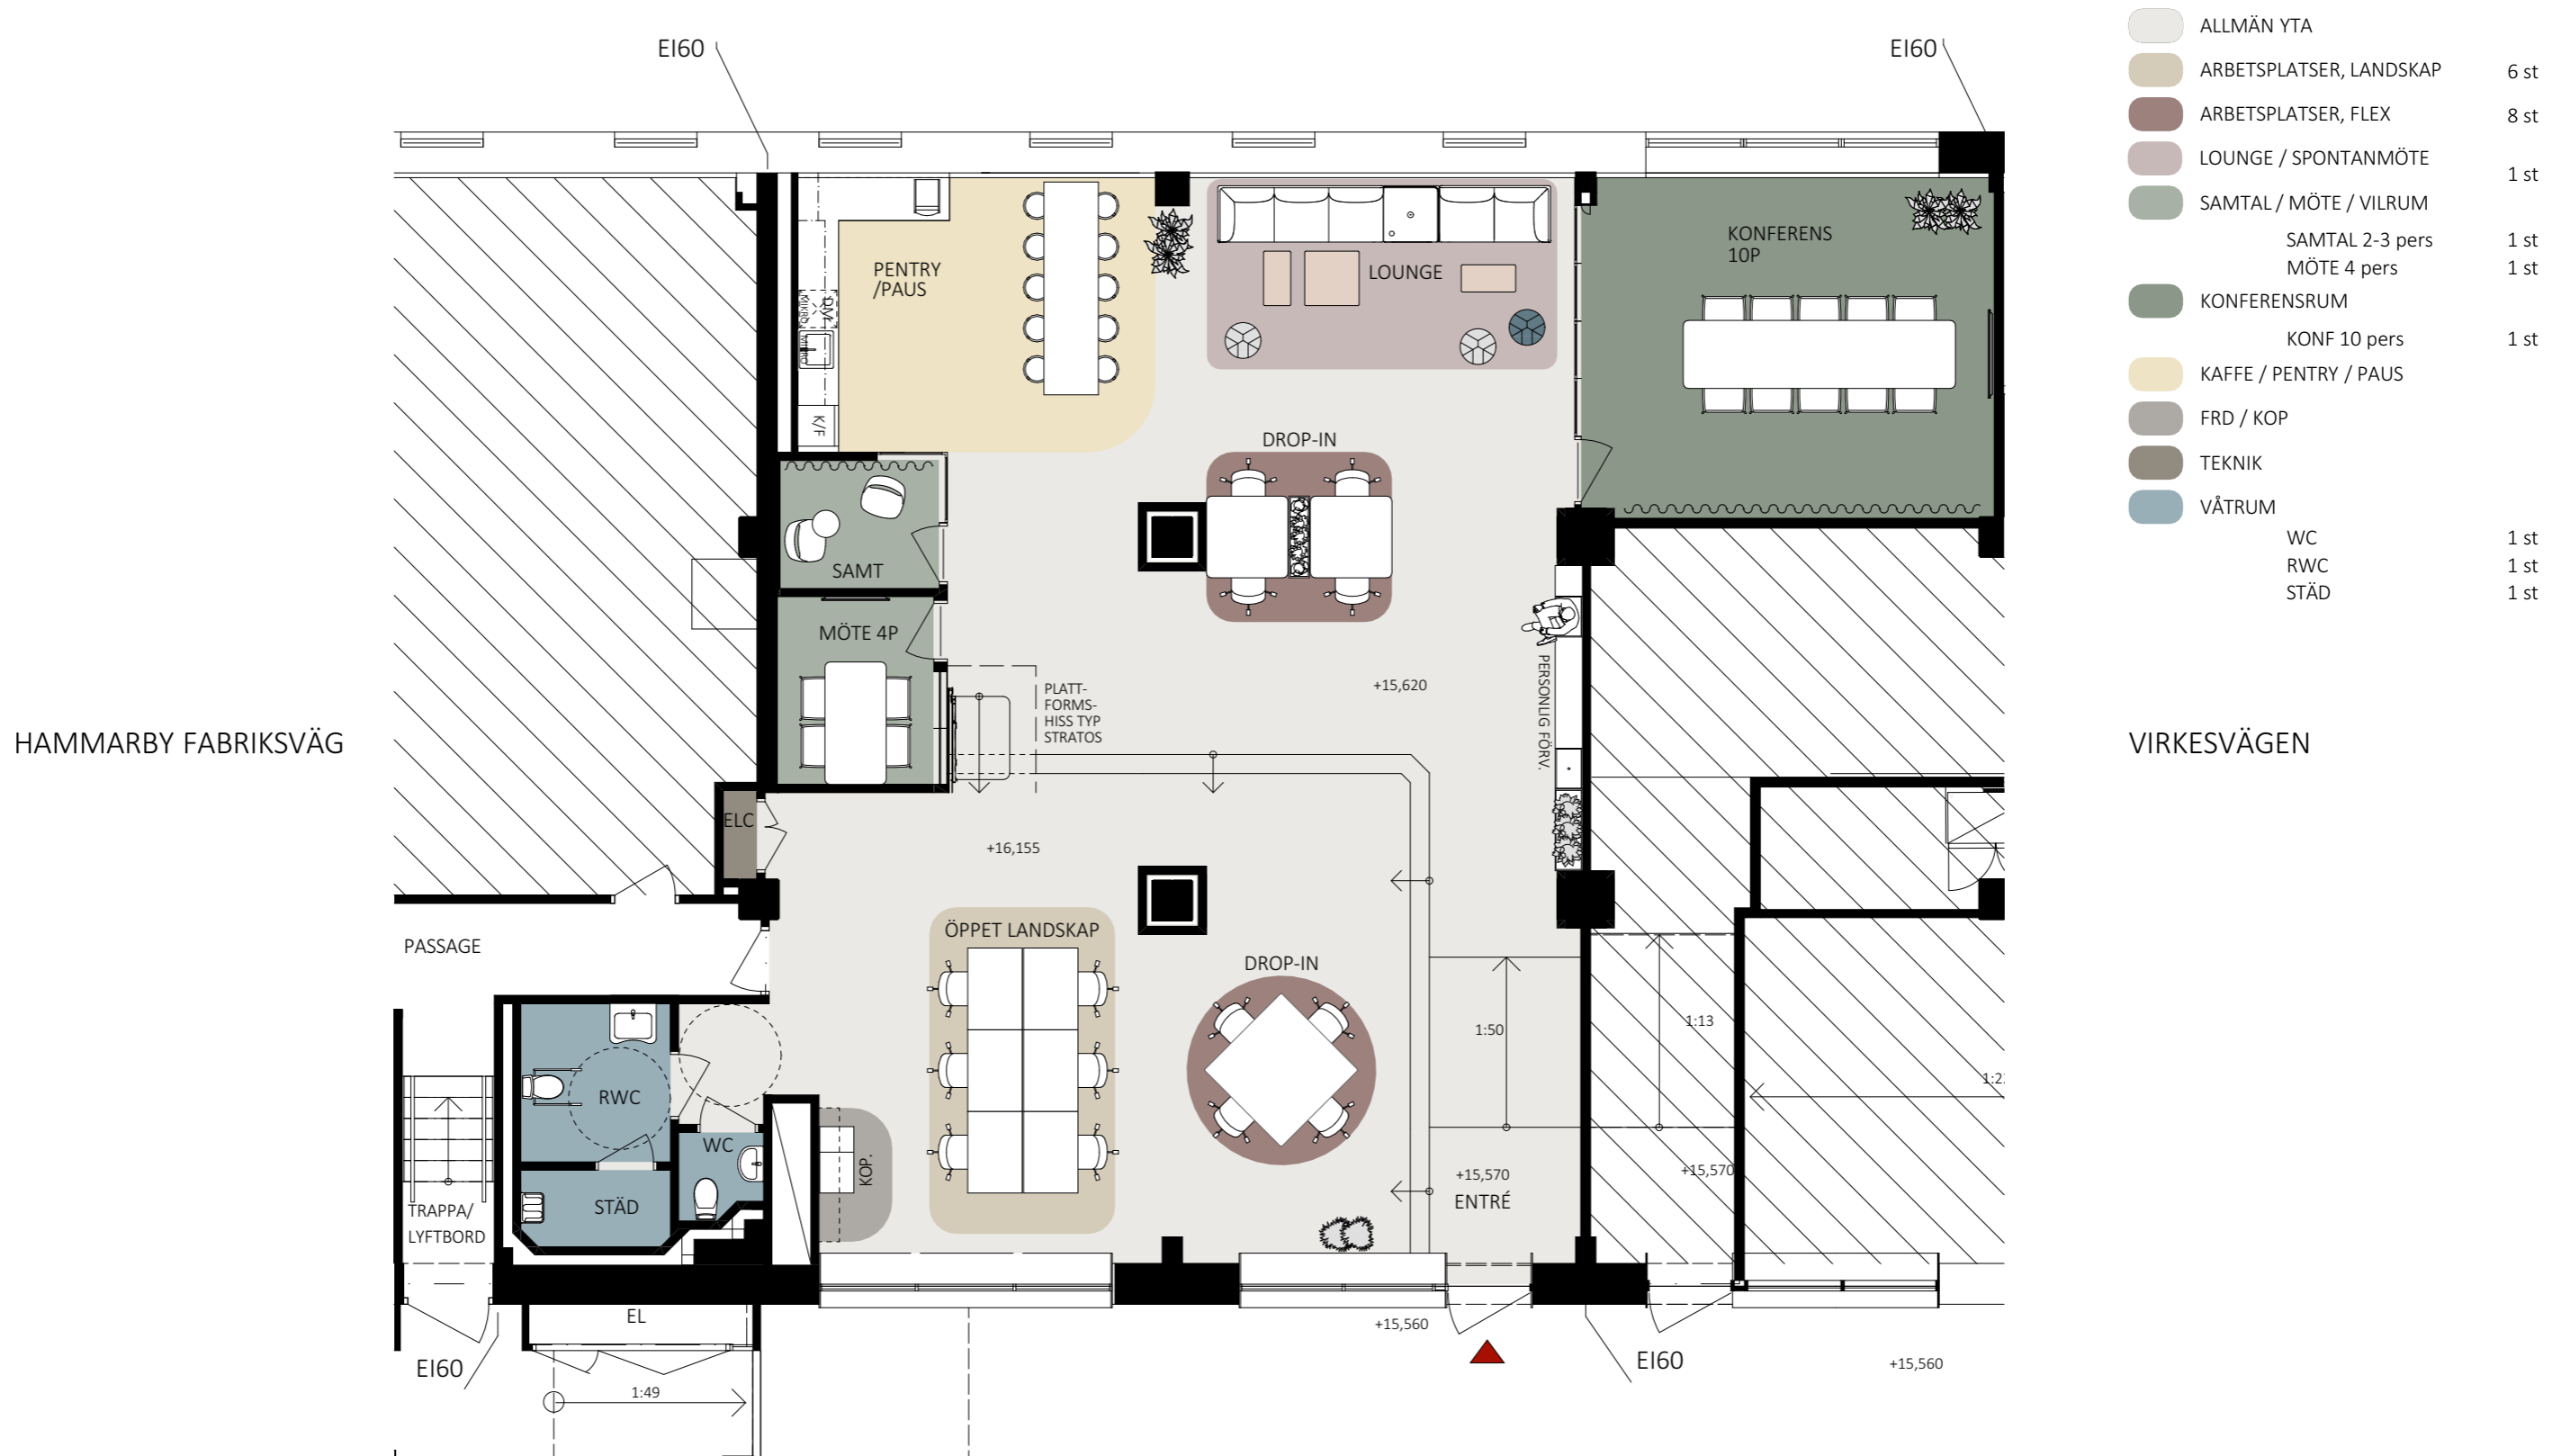 EI60
EI60
ALLMÄN YTA
ARBETSPLATSER, LANDSKAP 6 st
ARBETSPLATSER, FLEX 8 st
LOUNGE / SPONTANMÖTE 1 st
SAMTAL / MÖTE / VILRUM
SAMTAL 2-3 pers 1 st
MÖTE 4 pers 1 st
KONFERENSRUM
KONF 10 pers 1 st
KAFFE / PENTRY / PAUS
FRD / KOP
TEKNIK
VÅTRUM
WC 1 st
RWC 1 st
STÄD 1 st
PENTRY
/PAUS
LOUNGE
KONFERENS
10P
DM
MIKRO
MIKRO
K/F
DROP-IN
SAMT
MÖTE 4P
PLATT-
FORMS-
HISS TYP
STRATOS
+15,620
PERSONLIG FÖRV.
HAMMARBY FABRIKSVÄG
VIRKESVÄGEN
ELC
+16,155
PASSAGE
ÖPPET LANDSKAP
DROP-IN
1:50
1:13
1:2
RWC
WC
KOP.
STÄD
TRAPPA/
LYFTBORD
+15,570
ENTRÉ
+15,570
EL
+15,560
EI60
EI60
+15,560
1:49